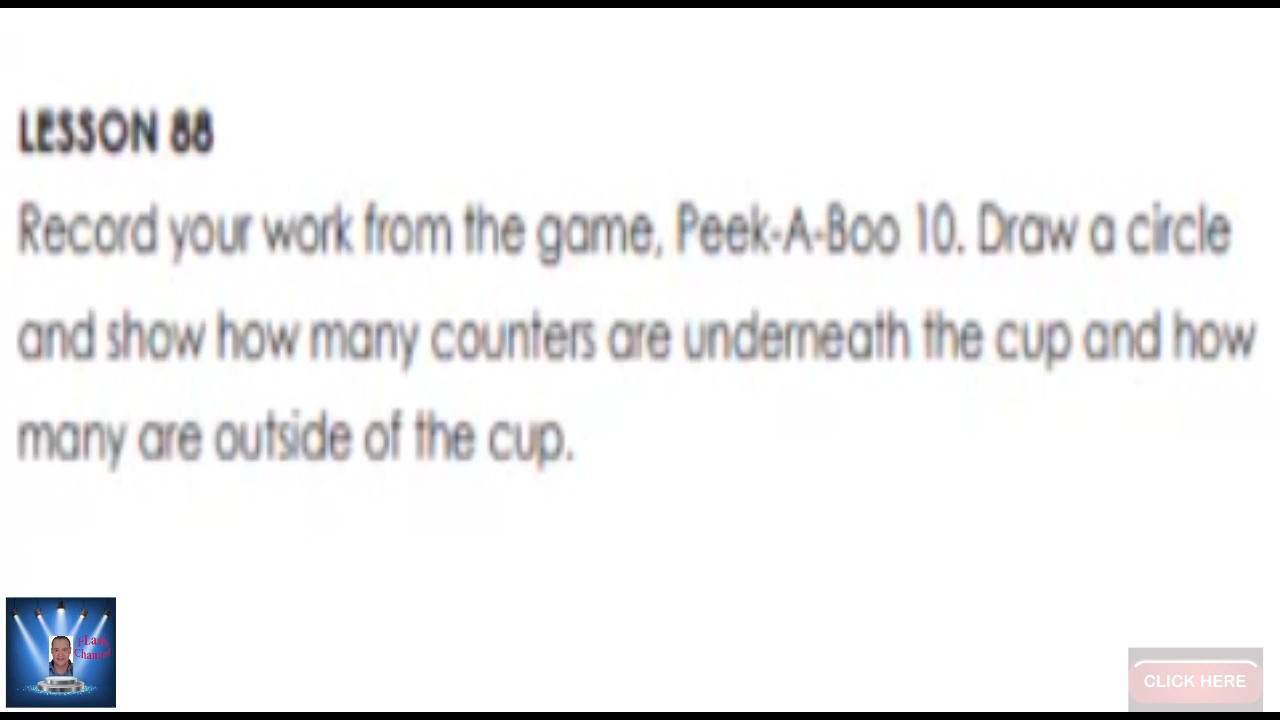 LESSON 88
Record your work from the game, Peek-A-Boo 10. Draw a circle
and show how many counters are underneath the cup and how
many are outside of the cup.
CLICK HERE